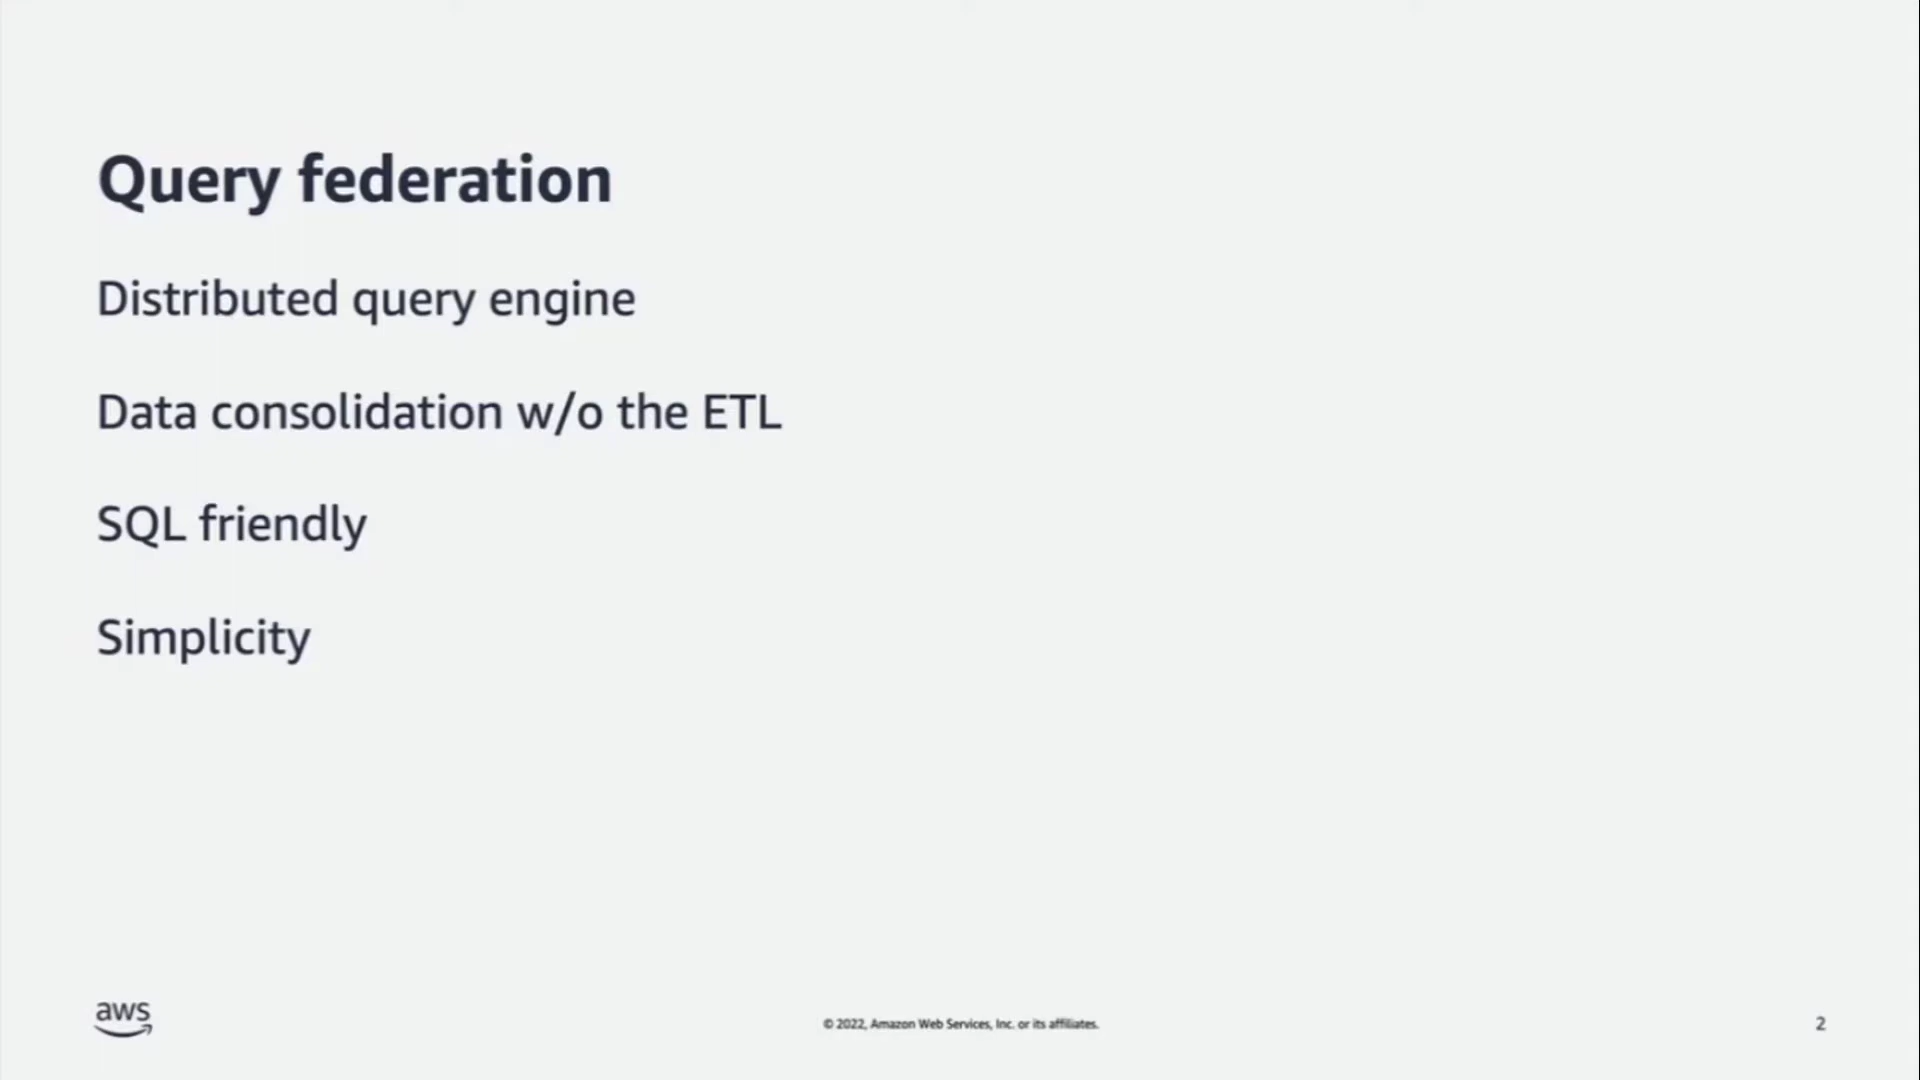 Query federation
Distributed query engine
Data consolidation w/o the ETL
SQL friendly
Simplicity
aws
© 2022, Amazon Web Services, Inc. or its affiliates.
2